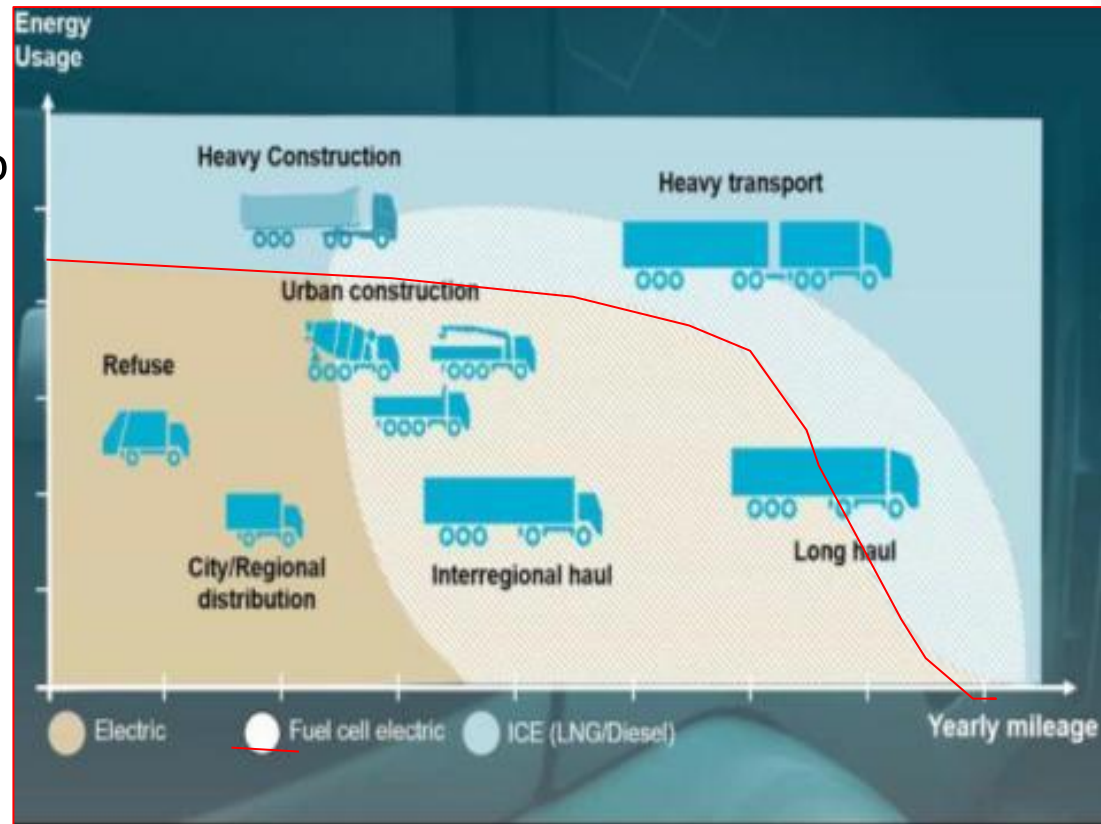 Energy
Usage
Heavy Construction
Heavy transport
Urban construction
Refuse
City/Regional
distribution
Interregional haul
Long haul
Electric
Fuel cell electric
ICE (LNG/Diesel)
Yearly mileage